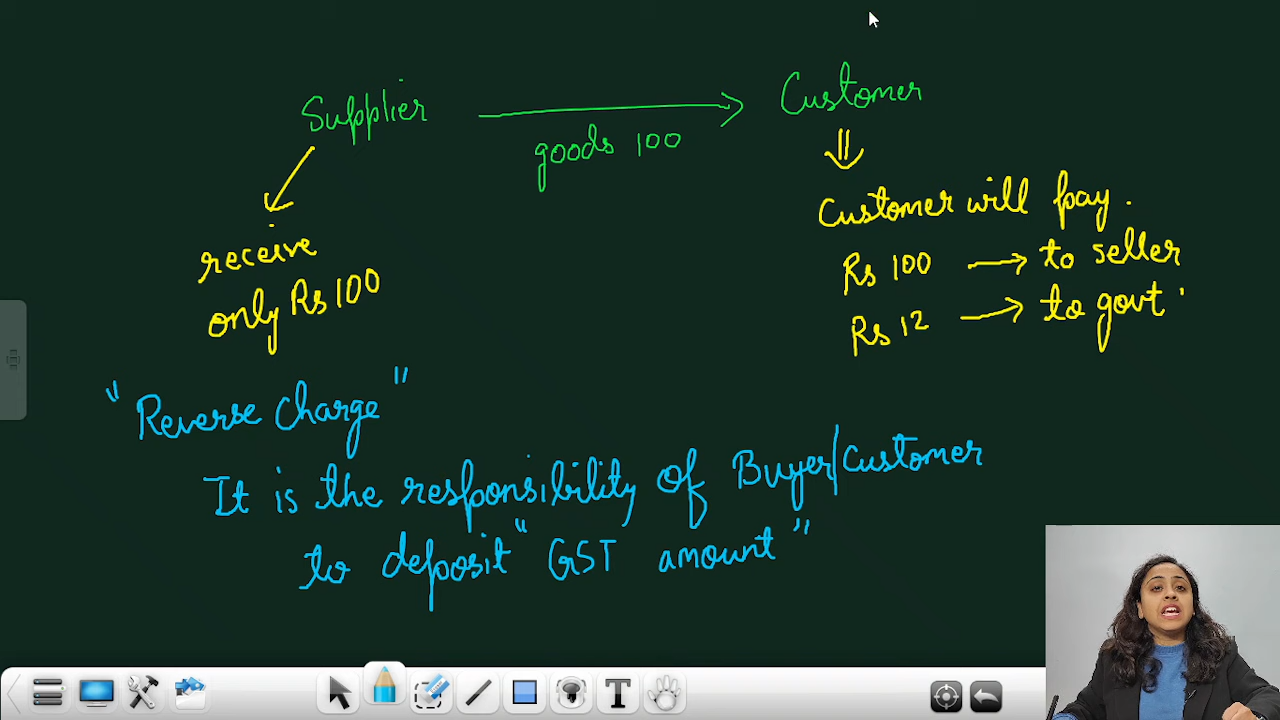 Supplier
Customer
goods 100
receive
only Rs 100
Customer will pay.
Rs 100 → to seller
Rs 12 → to govt
"Reverse Charge"
It is the responsibility of Buyer/Customer
to deposit "GST amount"
T